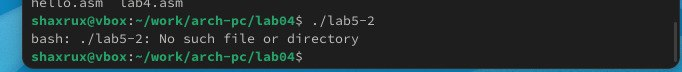 hello.asm  lab4.asm
shaxrux@vbox:~/work/arch-pc/lab04$ ./lab5-2
bash: ./lab5-2: No such file or directory
shaxrux@vbox:~/work/arch-pc/lab04$